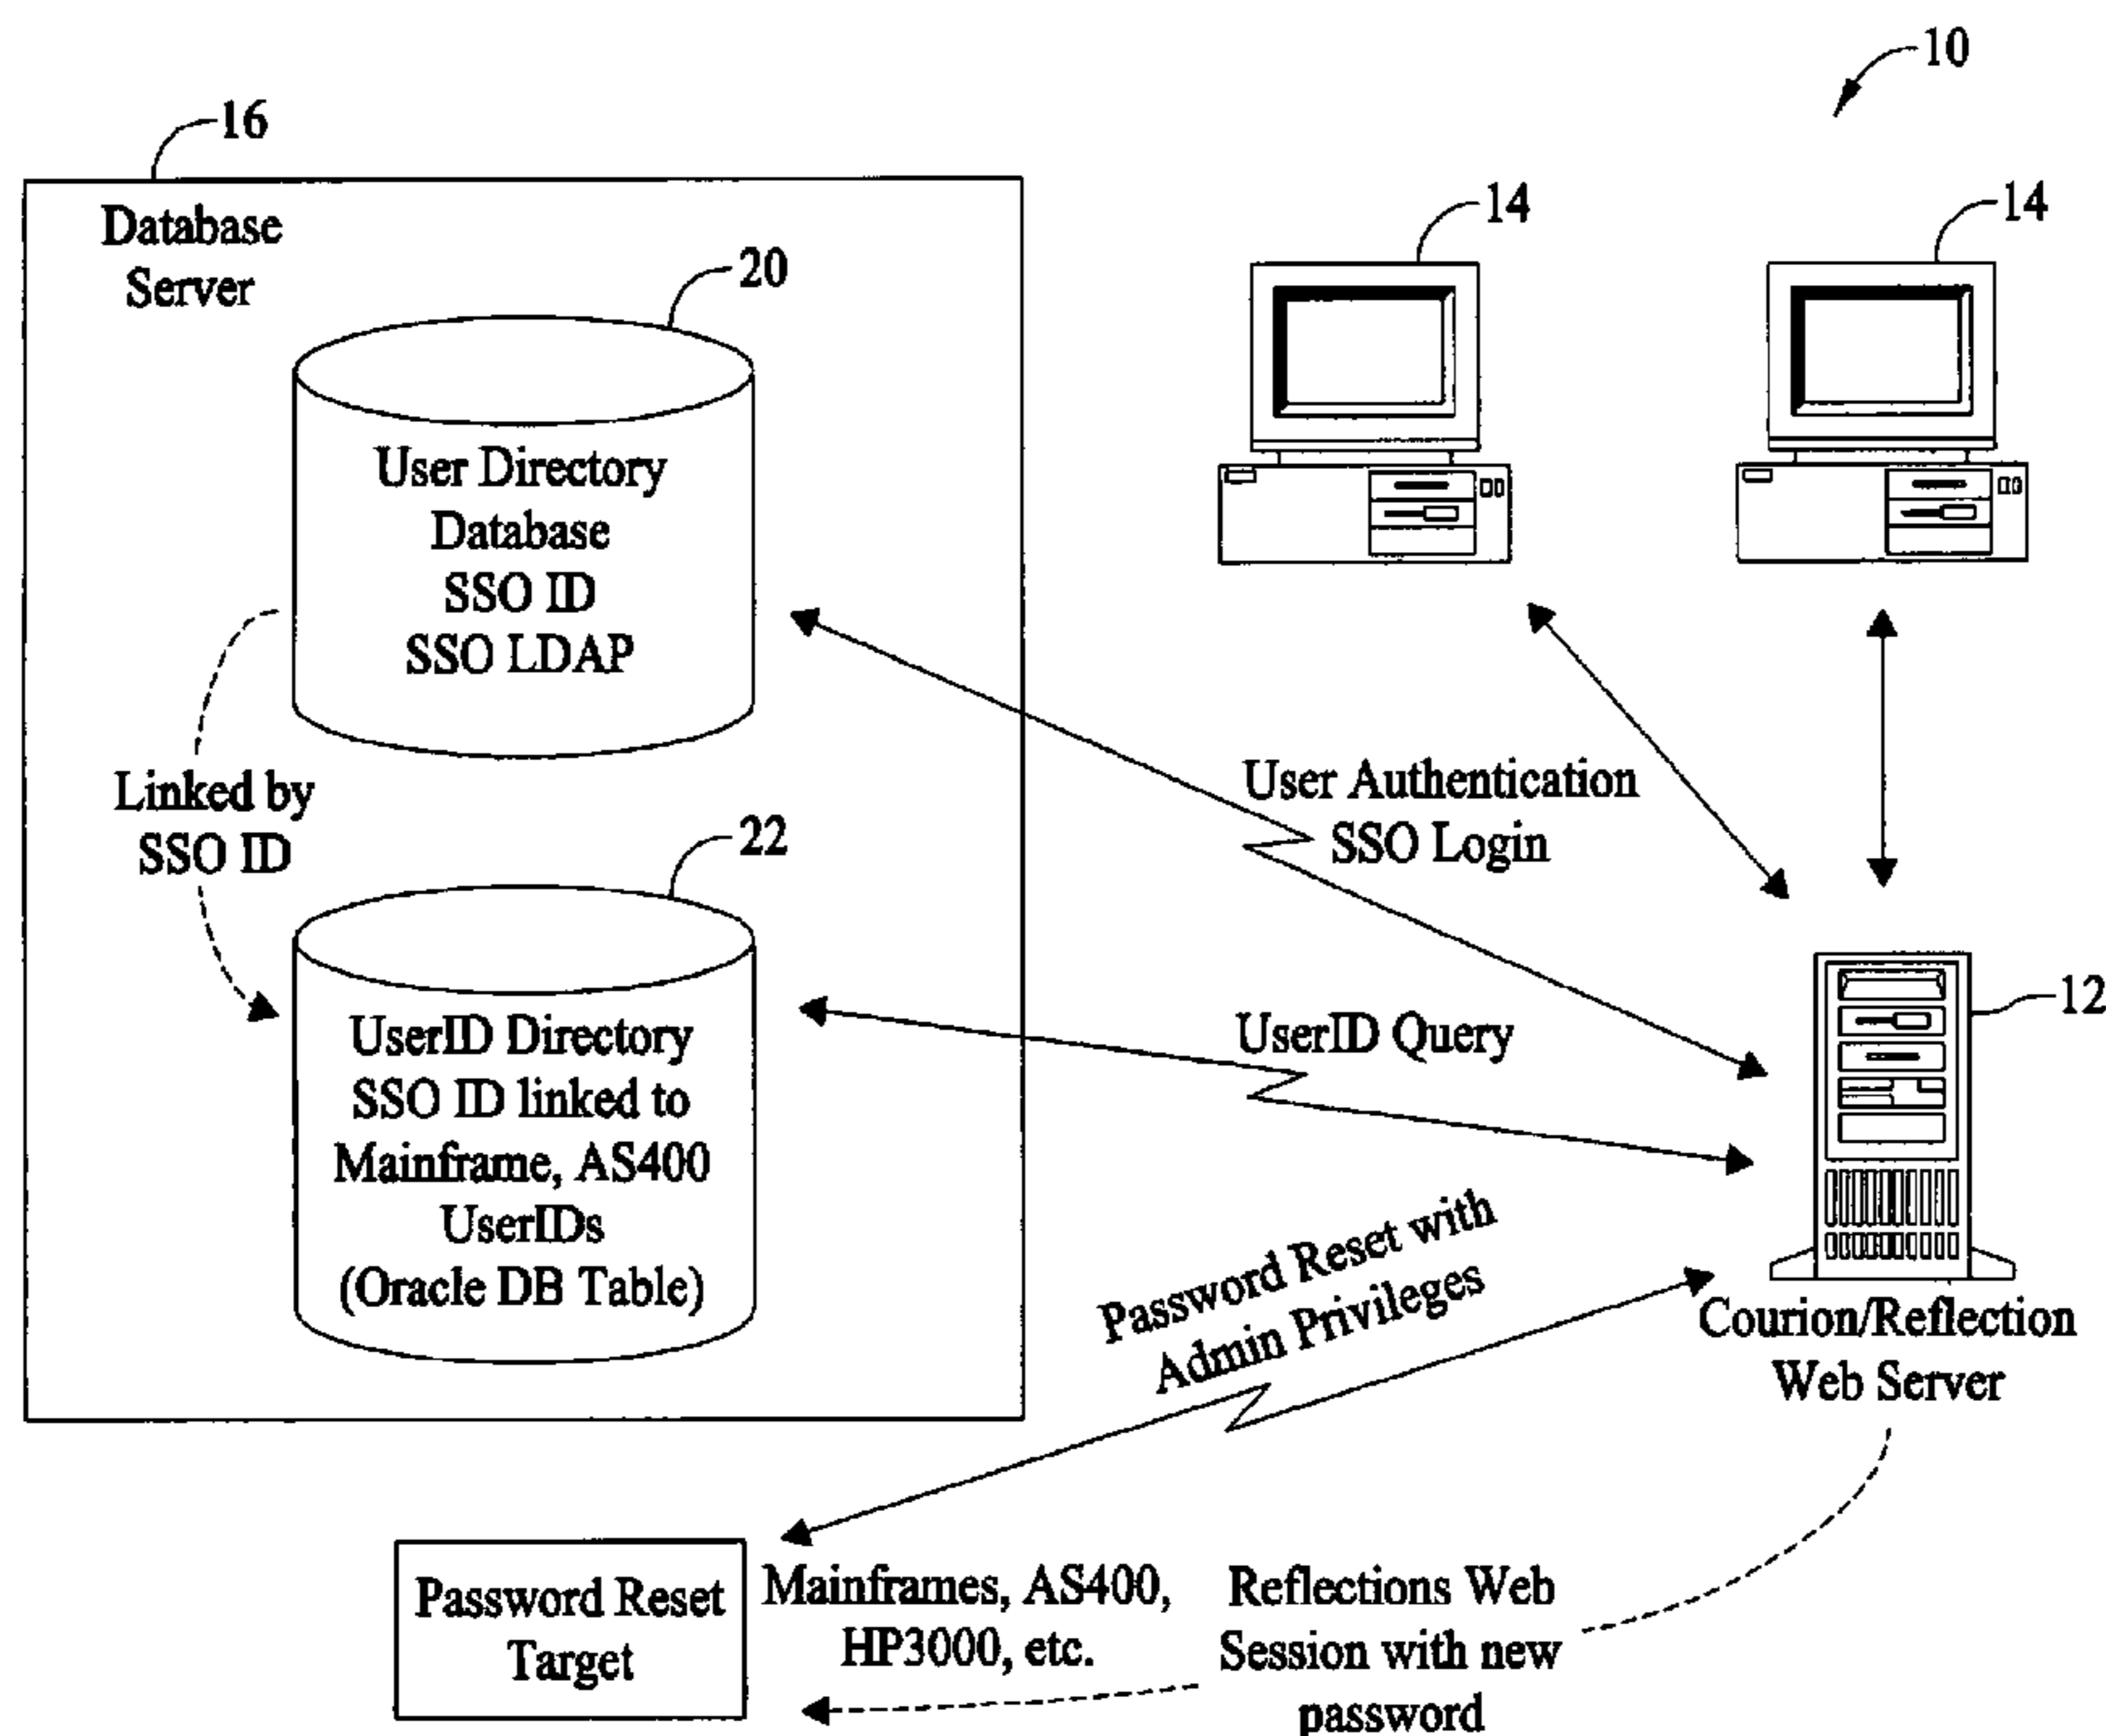 10
16
Database
Server
14
14
20
User Directory
Database
SSO ID
SSO LDAP
Linked by
SSO ID
User Authentication
SSO Login
22
12
UserID Directory
SSO ID linked to
Mainframe, AS400
UserIDs
(Oracle DB Table)
UserID Query
Password Reset with
Admin Privileges
Courion/Reflection
Web Server
Password Reset
Target
Mainframes, AS400,
HP3000, etc.
Reflections Web
Session with new
password